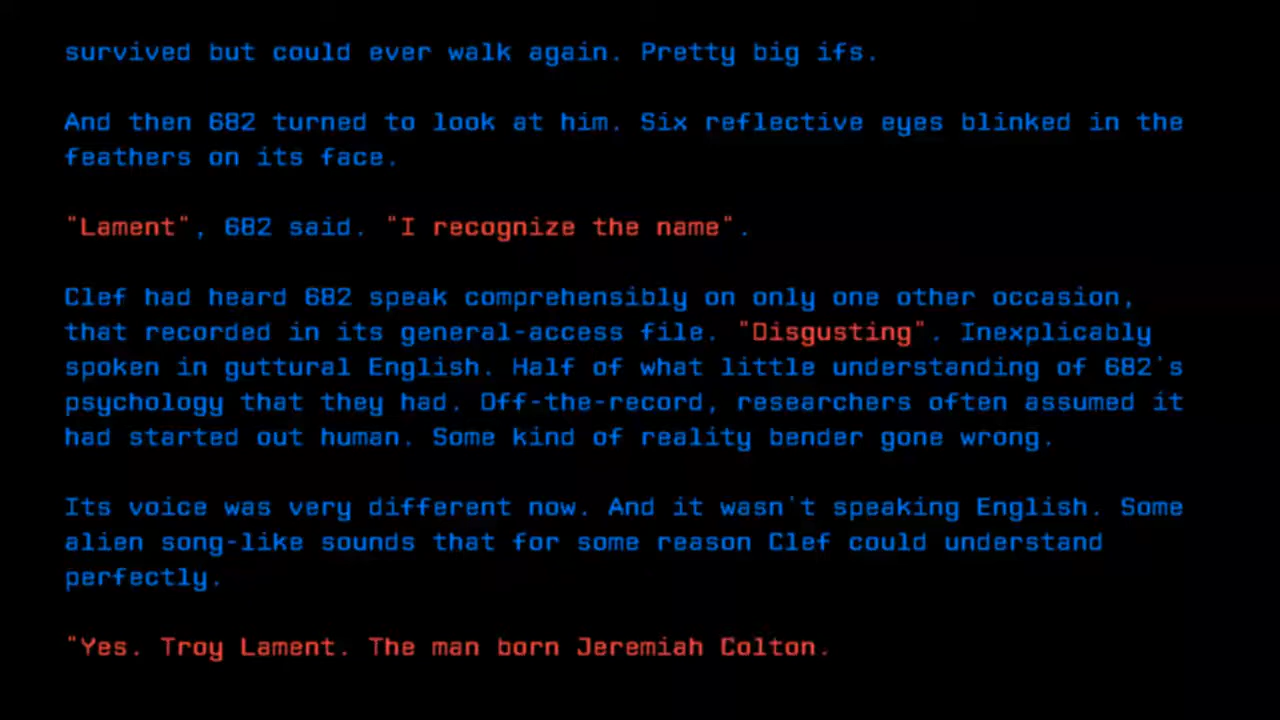 survived but could ever walk again. Pretty big ifs.
And then 682 turned to look at him. Six reflective eyes blinked in the
feathers on its face.
"Lament", 682 said. "I recognize the name".
Clef had heard 682 speak comprehensibly on only one other occasion,
that recorded in its general-access file. "Disgusting". Inexplicably
spoken in guttural English. Half of what little understanding of 682's
psychology that they had. Off-the-record, researchers often assumed it
had started out human. Some kind of reality bender gone wrong.
Its voice was very different now. And it wasn't speaking English. Some
alien song-like sounds that for some reason Clef could understand
perfectly.
"Yes. Troy Lament. The man born Jeremiah Colton.